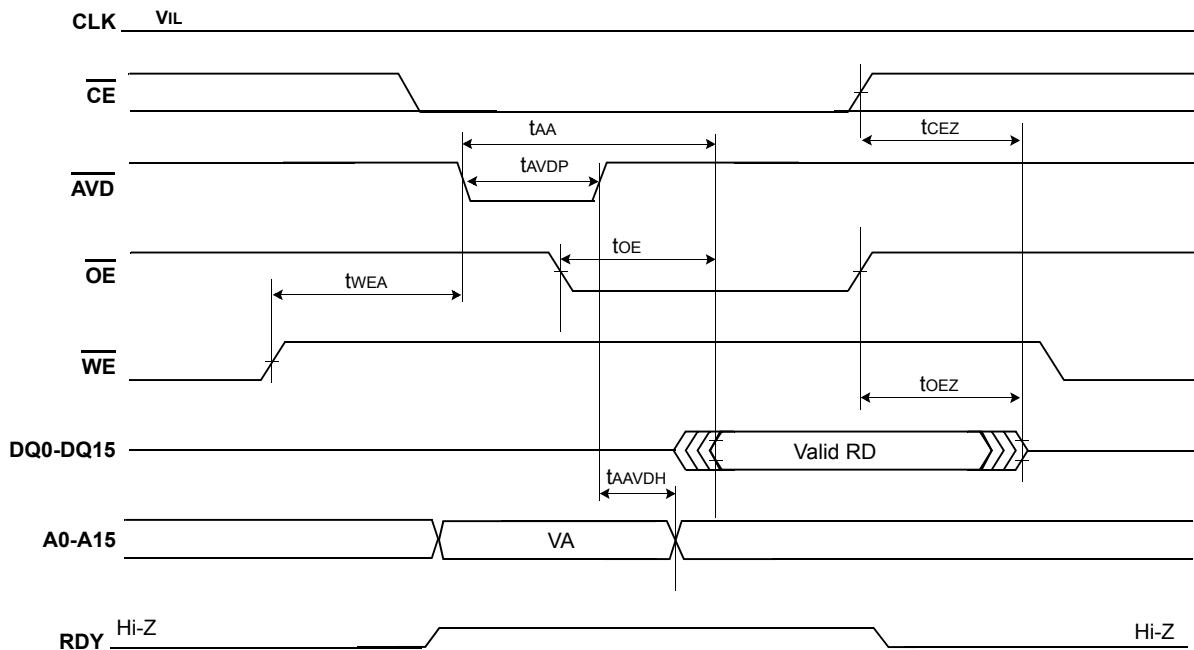 CLK VIL
CE
tAA
tCEZ
AVD
tAVDP
OE
tOE
tWEA
WE
tOEZ
DQ0-DQ15
Valid RD
tAAVDH
A0-A15
VA
RDY
Hi-Z
Hi-Z